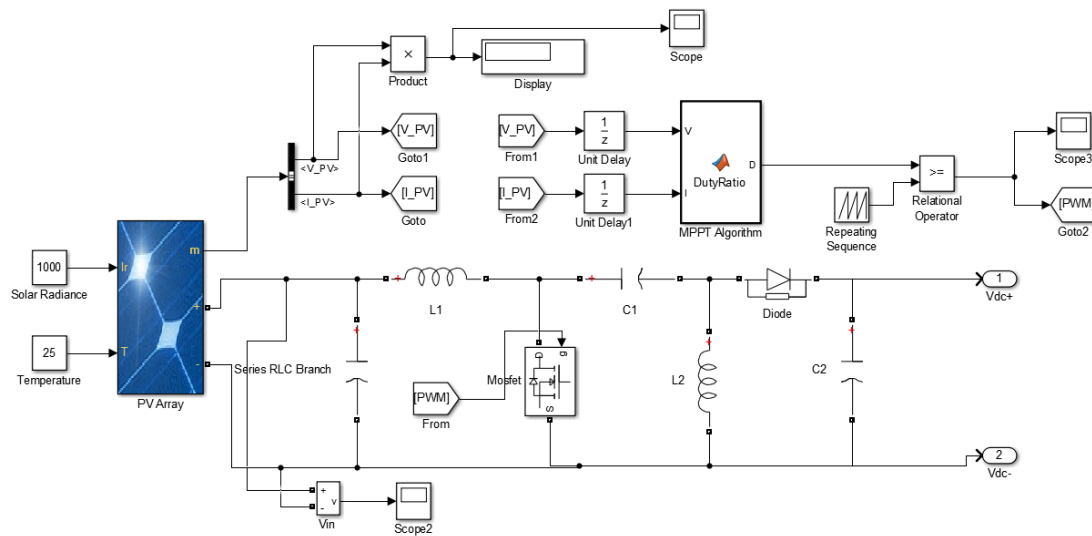 Scope
×
Product
Display
[V_PV]
Goto1
<V_PV>
[I_PV]
Goto
<I_PV>
[V_PV]
From1
1
z
Unit Delay
[I_PV]
From2
1
z
Unit Delay1
V
I
D
DutyRatio
MPPT Algorithm
Repeating
Sequence
>=
Relational
Operator
Scope3
[PWM]
Goto2
1000
Solar Radiance
25
Temperature
Ir
T
m
+
-
PV Array
Series RLC Branch
+
+
L1
[PWM]
From
Mosfet
D
g
S
+
C1
+
L2
Diode
+
C2
1
Vdc+
2
Vdc-
+
-
v
Vin
Scope2